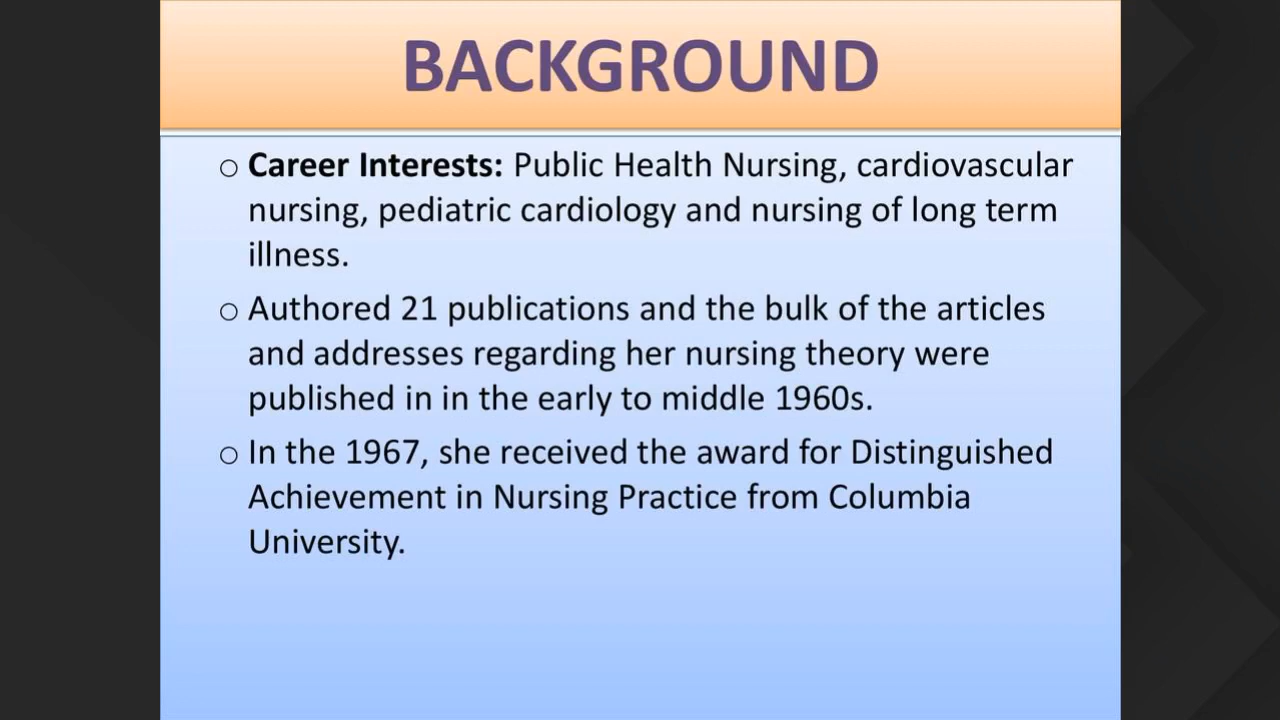 BACKGROUND
○ Career Interests: Public Health Nursing, cardiovascular
nursing, pediatric cardiology and nursing of long term
illness.
○ Authored 21 publications and the bulk of the articles
and addresses regarding her nursing theory were
published in in the early to middle 1960s.
○ In the 1967, she received the award for Distinguished
Achievement in Nursing Practice from Columbia
University.